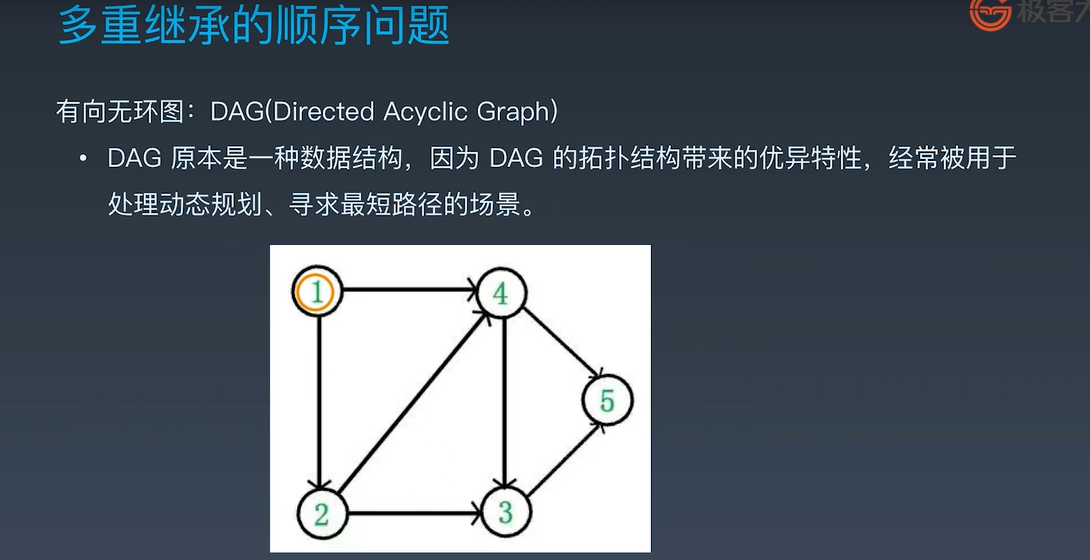 多重继承的顺序问题
极客
有向无环图：DAG(Directed Acyclic Graph)
• DAG 原本是一种数据结构，因为 DAG 的拓扑结构带来的优异特性，经常被用于
处理动态规划、寻求最短路径的场景。
1
4
5
2
3